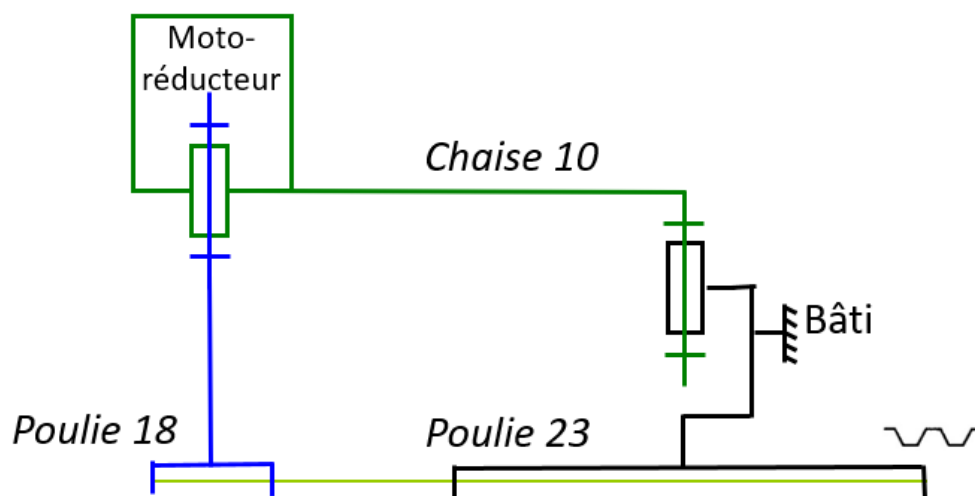 Moto-
réducteur
Chaise 10
Bâti
Poulie 18
Poulie 23